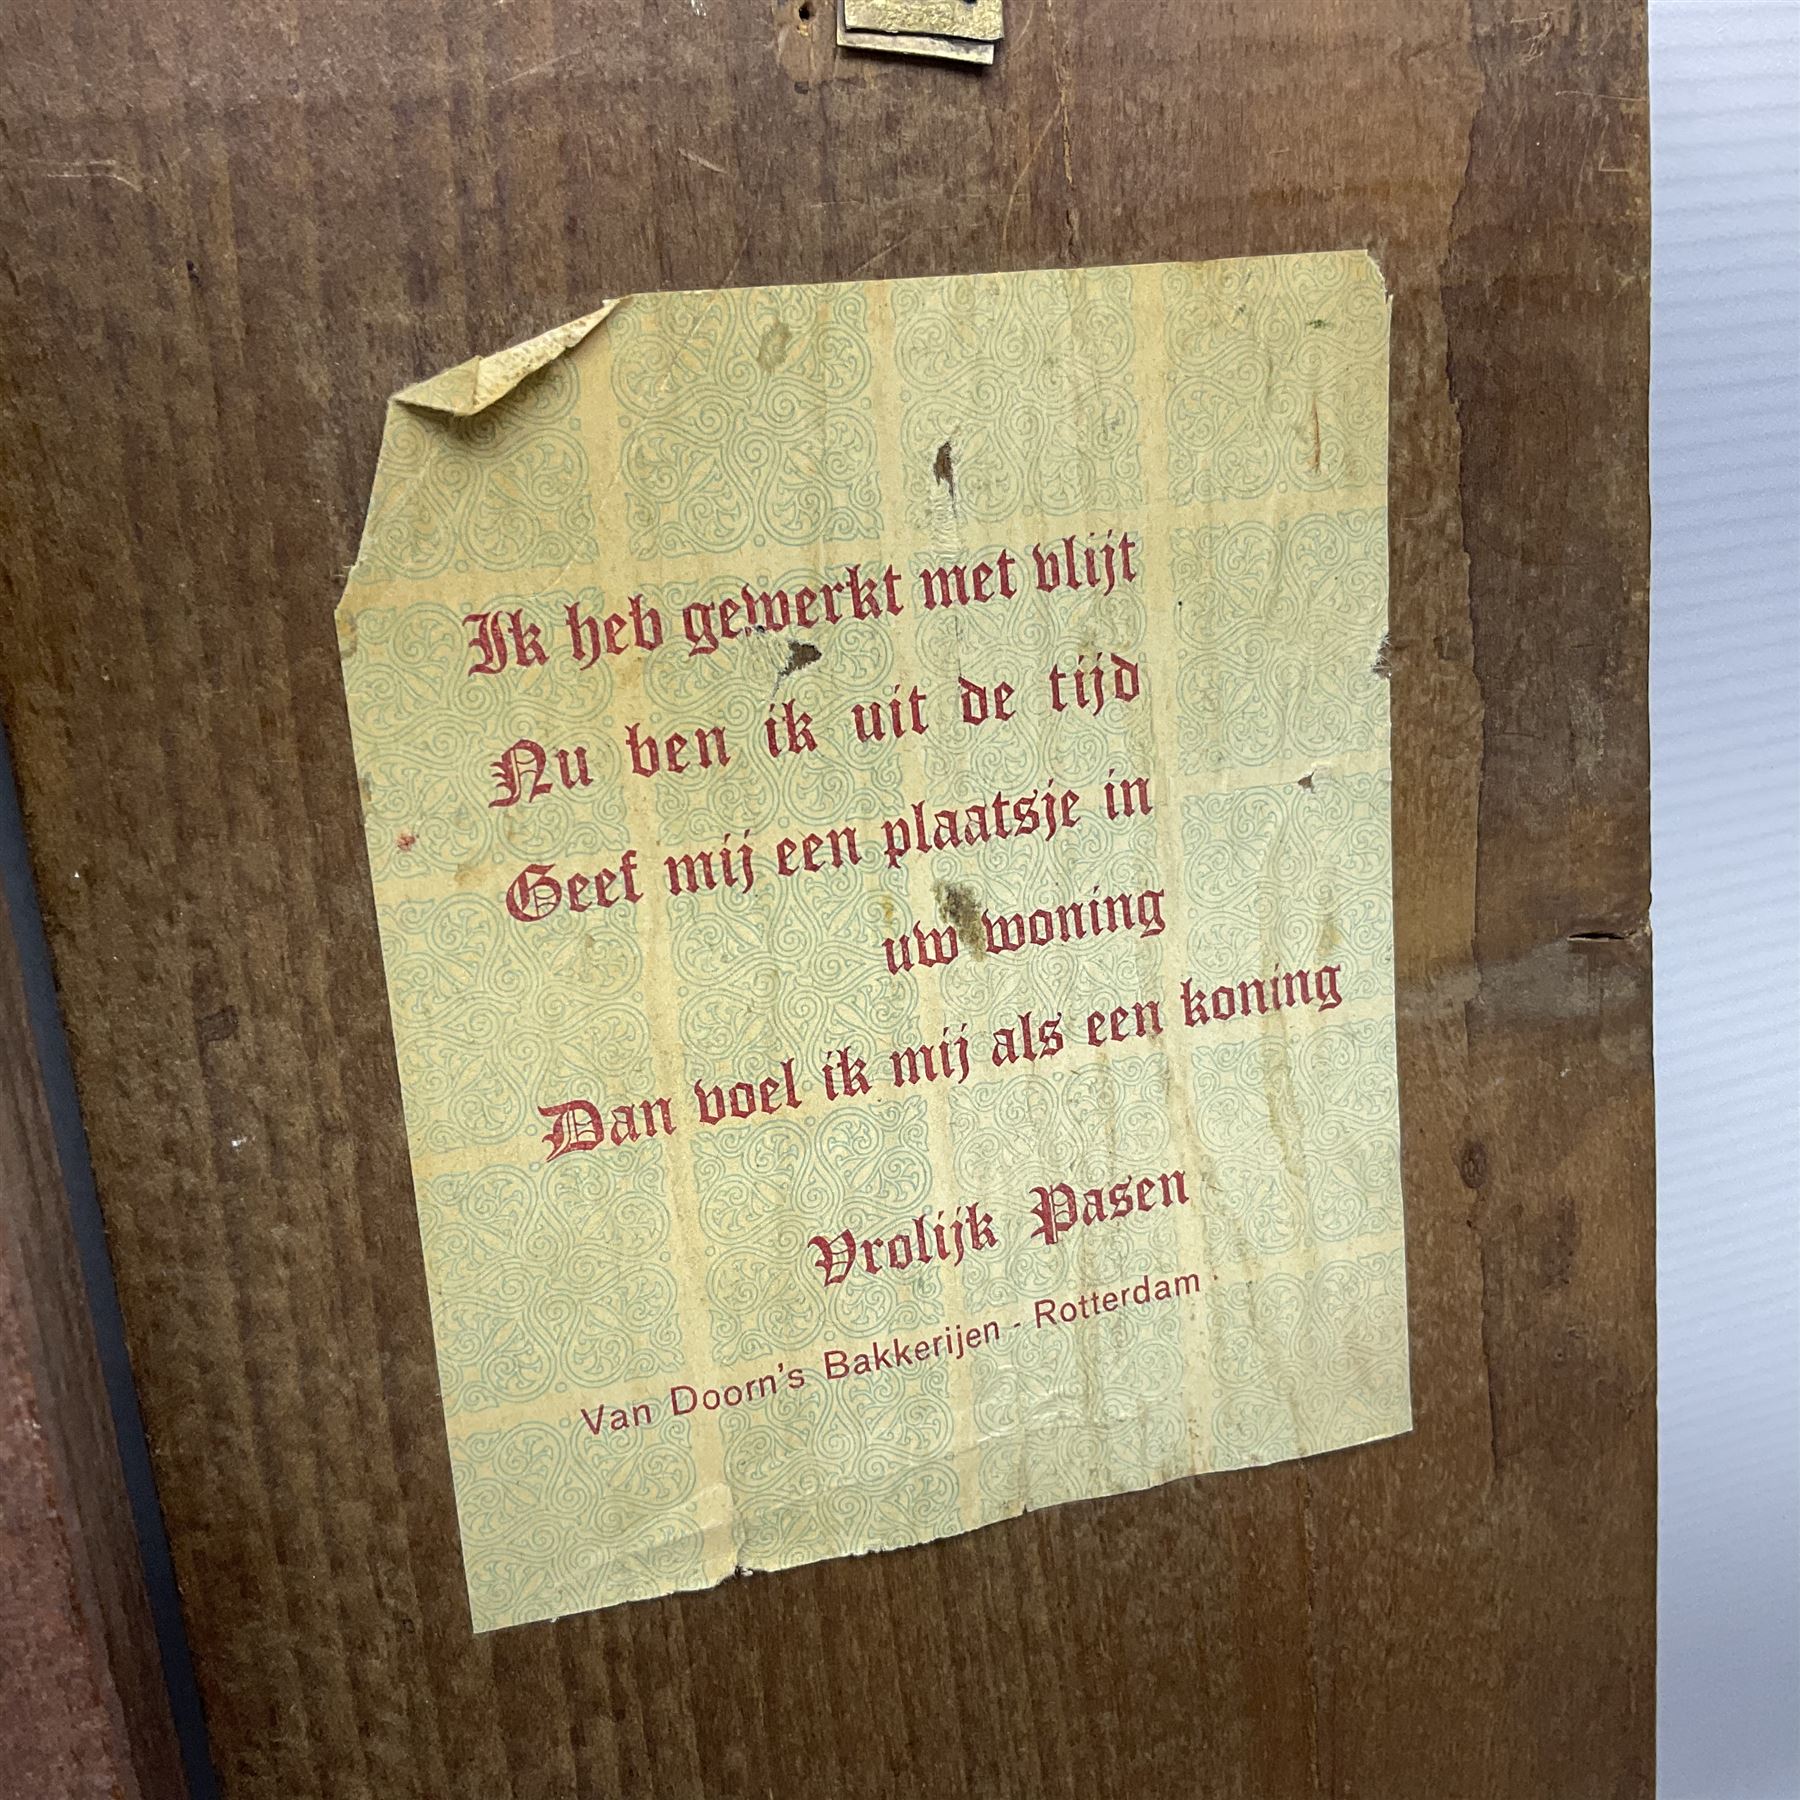 Ik heb gewerkt met vlijt
Nu ben ik uit de tijd
Geef mij een plaatsje in
uw woning
Dan voel ik mij als een koning
Vrolijk Pasen
Van Doorn's Bakkerijen - Rotterdam